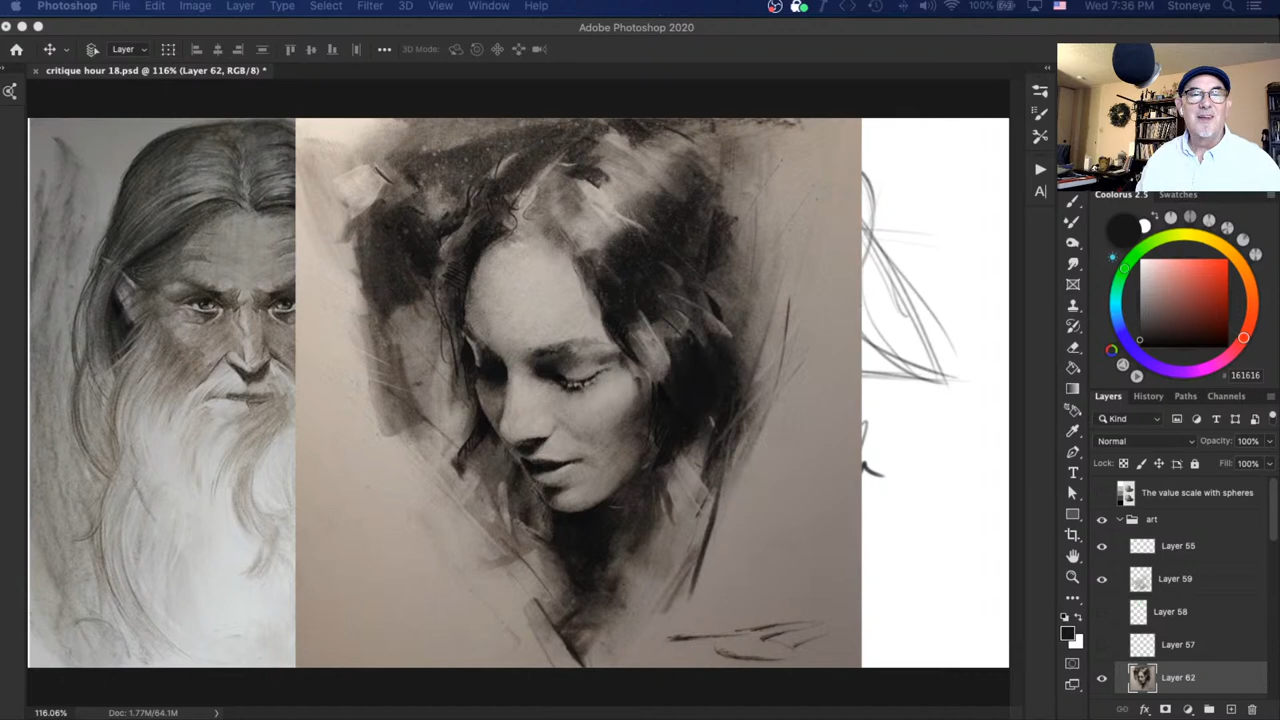 Photoshop File Edit Image Layer Type Select Filter 3D View Window Help 100% Wed 7:36 PM Stoneye
Adobe Photoshop 2020
Layer 3D Mode:
critique hour 18.psd @ 116% (Layer 62, RGB/8) *
A
Coolorus 2.5 Swatches
# 161616
Layers History Paths Channels
Kind
Normal Opacity: 100%
Lock: Fill: 100%
The value scale with spheres
art
Layer 55
Layer 59
Layer 58
Layer 57
Layer 62
fx
116.06% Doc: 1.77M/64.1M